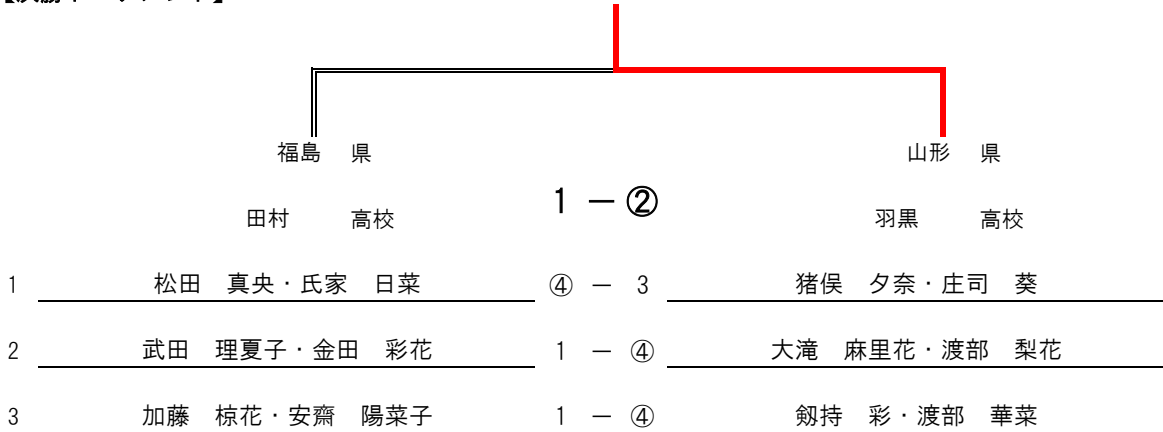 福島 県 山形 県
1 － ②
田村 高校 羽黒 高校
1 松田 真央・氏家 日菜 ④ － 3 猪俣 夕奈・庄司 葵
2 武田 理夏子・金田 彩花 1 － ④ 大滝 麻里花・渡部 梨花
3 加藤 椋花・安齋 陽菜子 1 － ④ 剱持 彩・渡部 華菜